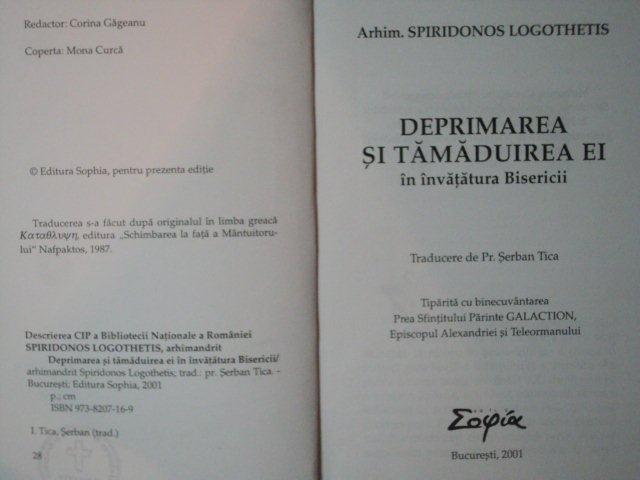 Redactor: Corina Găgeanu
Coperta: Mona Curcă
© Editura Sophia, pentru prezenta ediție
Traducerea s-a făcut după originalul în limba greacă
Καταθλυψη, editura „Schimbarea la față a Mântuitoru-
lui“ Nafpaktos, 1987.
Descrierea CIP a Bibliotecii Naționale a României
SPIRIDONOS LOGOTHETIS, arhimandrit
Deprimarea și tămăduirea ei în învățătura Bisericii/
arhimandrit Spiridonos Logothetis; trad.: pr. Șerban Tica. -
București: Editura Sophia, 2001
p.; cm
ISBN 973-8207-16-9
I. Tica, Șerban (trad.)
28
Arhim. SPIRIDONOS LOGOTHETIS
DEPRIMAREA
ȘI TĂMĂDUIREA EI
în învățătura Bisericii
Traducere de Pr. Șerban Tica
Tipărită cu binecuvântarea
Prea Sfințitului Părinte GALACTION,
Episcopul Alexandriei și Teleormanului
Σοφία
București, 2001